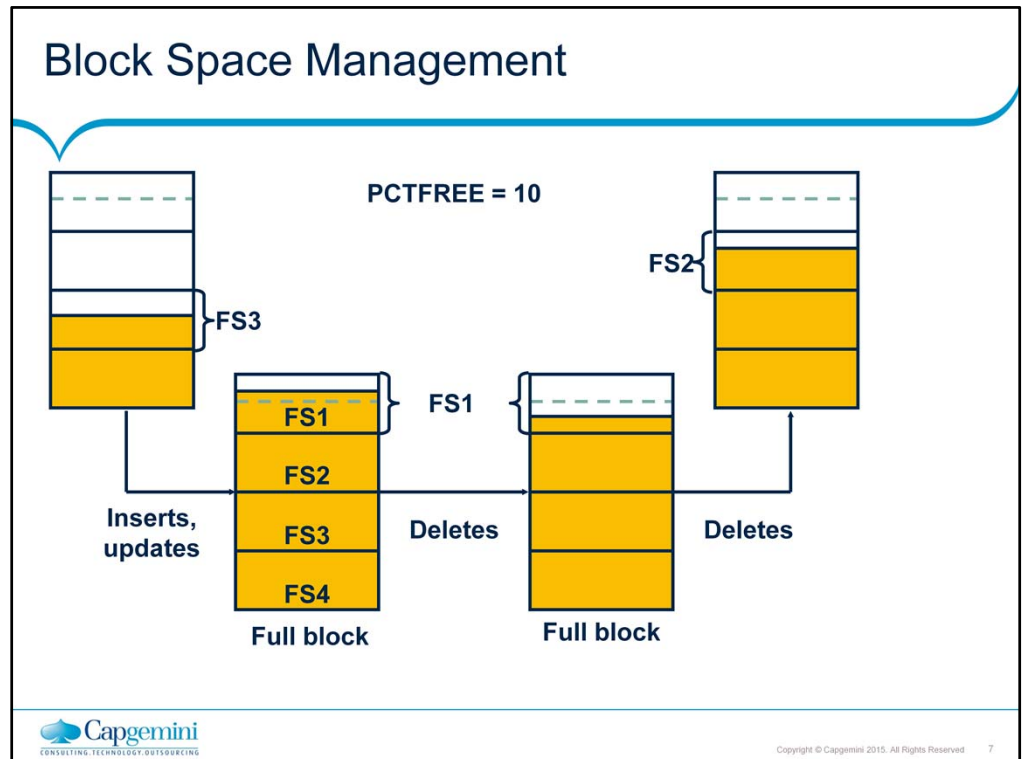 Block Space Management
PCTFREE = 10
FS3
FS2
FS1
FS1
FS2
FS3
FS4
Inserts,
updates
Deletes
Deletes
Full block
Full block
Capgemini
CONSULTING.TECHNOLOGY.OUTSOURCING
Copyright © Capgemini 2015. All Rights Reserved 7